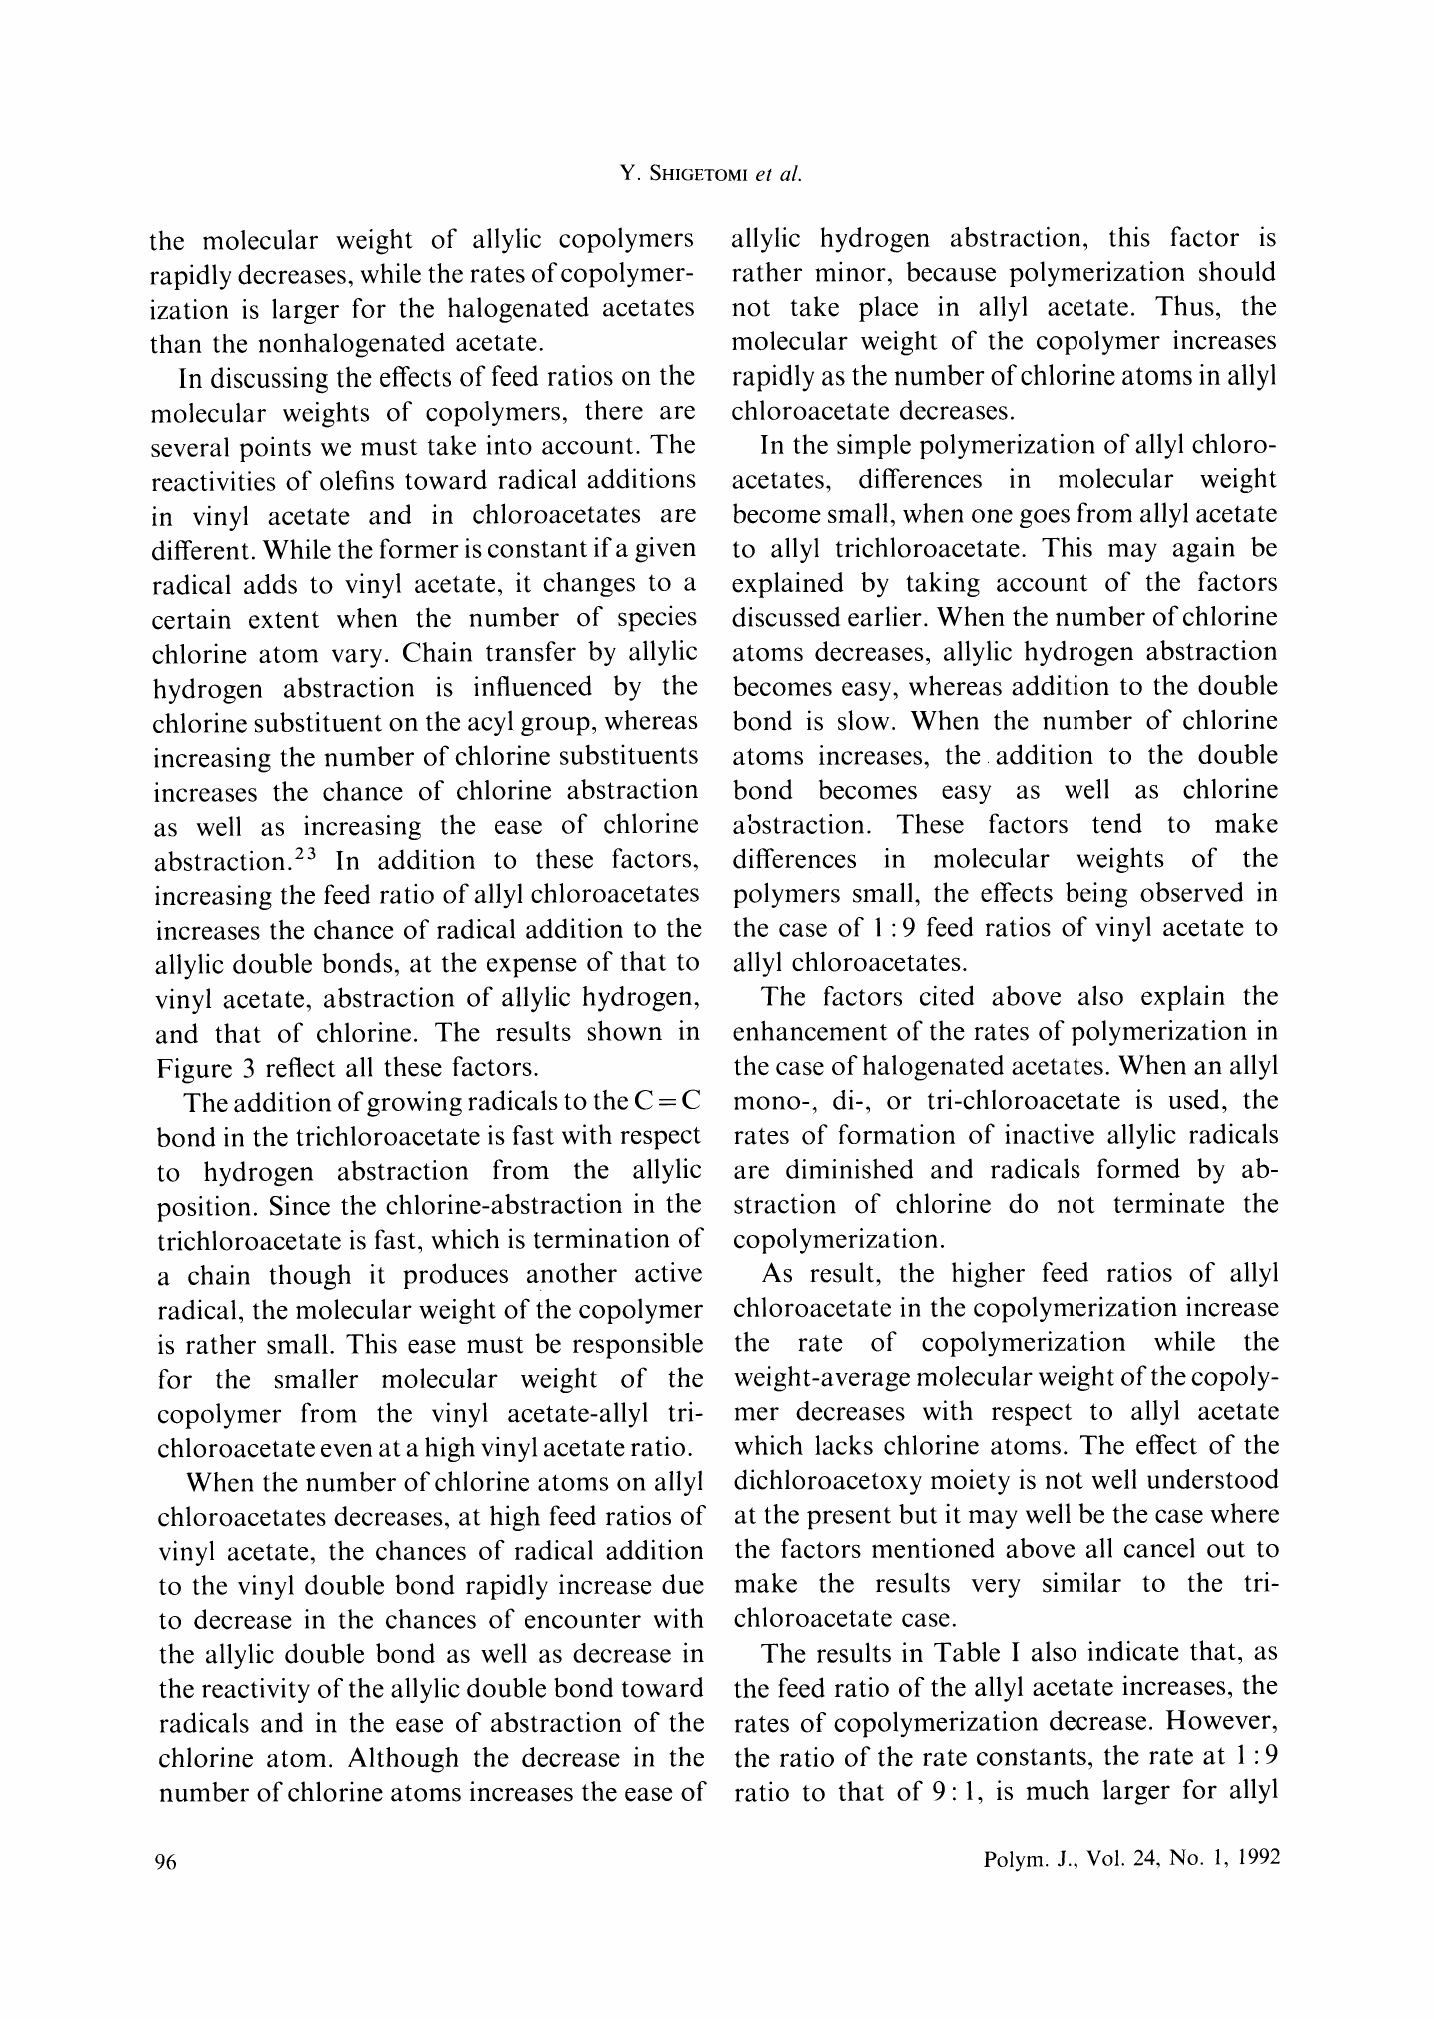 Y. SHIGETOMI et al.
the molecular weight of allylic copolymers
rapidly decreases, while the rates of copolymer-
ization is larger for the halogenated acetates
than the nonhalogenated acetate.
In discussing the effects of feed ratios on the
molecular weights of copolymers, there are
several points we must take into account. The
reactivities of olefins toward radical additions
in vinyl acetate and in chloroacetates are
different. While the former is constant if a given
radical adds to vinyl acetate, it changes to a
certain extent when the number of species
chlorine atom vary. Chain transfer by allylic
hydrogen abstraction is influenced by the
chlorine substituent on the acyl group, whereas
increasing the number of chlorine substituents
increases the chance of chlorine abstraction
as well as increasing the ease of chlorine
abstraction.²³ In addition to these factors,
increasing the feed ratio of allyl chloroacetates
increases the chance of radical addition to the
allylic double bonds, at the expense of that to
vinyl acetate, abstraction of allylic hydrogen,
and that of chlorine. The results shown in
Figure 3 reflect all these factors.
The addition of growing radicals to the C=C
bond in the trichloroacetate is fast with respect
to hydrogen abstraction from the allylic
position. Since the chlorine-abstraction in the
trichloroacetate is fast, which is termination of
a chain though it produces another active
radical, the molecular weight of the copolymer
is rather small. This ease must be responsible
for the smaller molecular weight of the
copolymer from the vinyl acetate-allyl tri-
chloroacetate even at a high vinyl acetate ratio.
When the number of chlorine atoms on allyl
chloroacetates decreases, at high feed ratios of
vinyl acetate, the chances of radical addition
to the vinyl double bond rapidly increase due
to decrease in the chances of encounter with
the allylic double bond as well as decrease in
the reactivity of the allylic double bond toward
radicals and in the ease of abstraction of the
chlorine atom. Although the decrease in the
number of chlorine atoms increases the ease of
allylic hydrogen abstraction, this factor is
rather minor, because polymerization should
not take place in allyl acetate. Thus, the
molecular weight of the copolymer increases
rapidly as the number of chlorine atoms in allyl
chloroacetate decreases.
In the simple polymerization of allyl chloro-
acetates, differences in molecular weight
become small, when one goes from allyl acetate
to allyl trichloroacetate. This may again be
explained by taking account of the factors
discussed earlier. When the number of chlorine
atoms decreases, allylic hydrogen abstraction
becomes easy, whereas addition to the double
bond is slow. When the number of chlorine
atoms increases, the addition to the double
bond becomes easy as well as chlorine
abstraction. These factors tend to make
differences in molecular weights of the
polymers small, the effects being observed in
the case of 1:9 feed ratios of vinyl acetate to
allyl chloroacetates.
The factors cited above also explain the
enhancement of the rates of polymerization in
the case of halogenated acetates. When an allyl
mono-, di-, or tri-chloroacetate is used, the
rates of formation of inactive allylic radicals
are diminished and radicals formed by ab-
straction of chlorine do not terminate the
copolymerization.
As result, the higher feed ratios of allyl
chloroacetate in the copolymerization increase
the rate of copolymerization while the
weight-average molecular weight of the copoly-
mer decreases with respect to allyl acetate
which lacks chlorine atoms. The effect of the
dichloroacetoxy moiety is not well understood
at the present but it may well be the case where
the factors mentioned above all cancel out to
make the results very similar to the tri-
chloroacetate case.
The results in Table I also indicate that, as
the feed ratio of the allyl acetate increases, the
rates of copolymerization decrease. However,
the ratio of the rate constants, the rate at 1:9
ratio to that of 9:1, is much larger for allyl
96
Polym. J., Vol. 24, No. 1, 1992